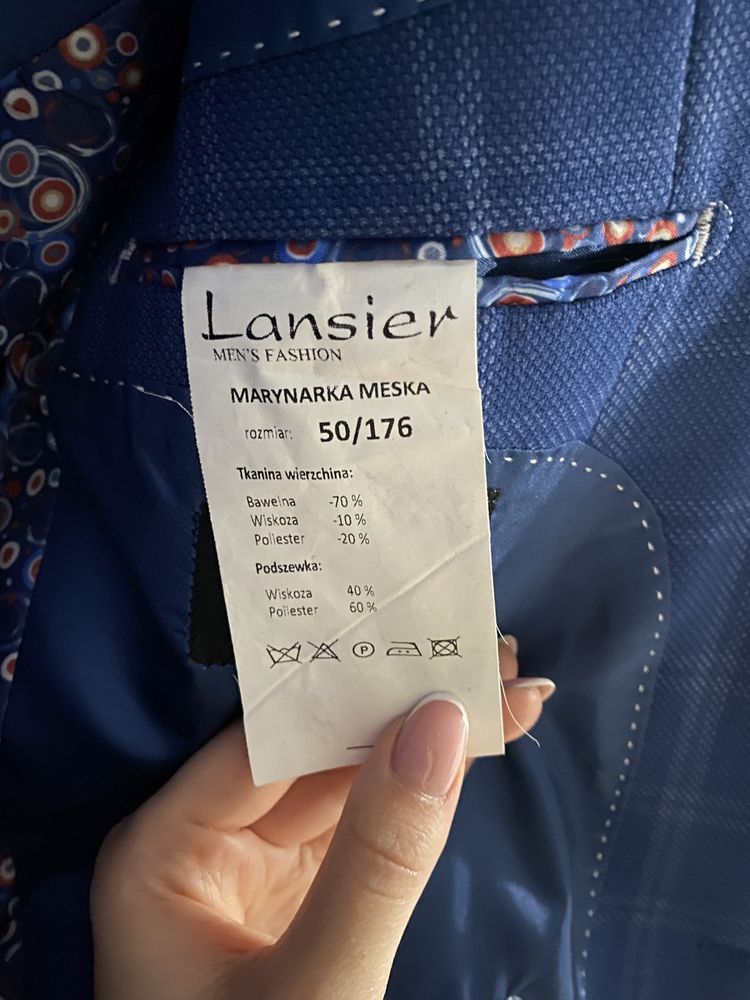 Lansier
MEN'S FASHION
MARYNARKA MESKA
rozmiar: 50/176
Tkanina wierzchina:
Bawełna -70 %
Wiskoza -10 %
Poliester -20 %
Podszewka:
Wiskoza 40 %
Poliester 60 %
P